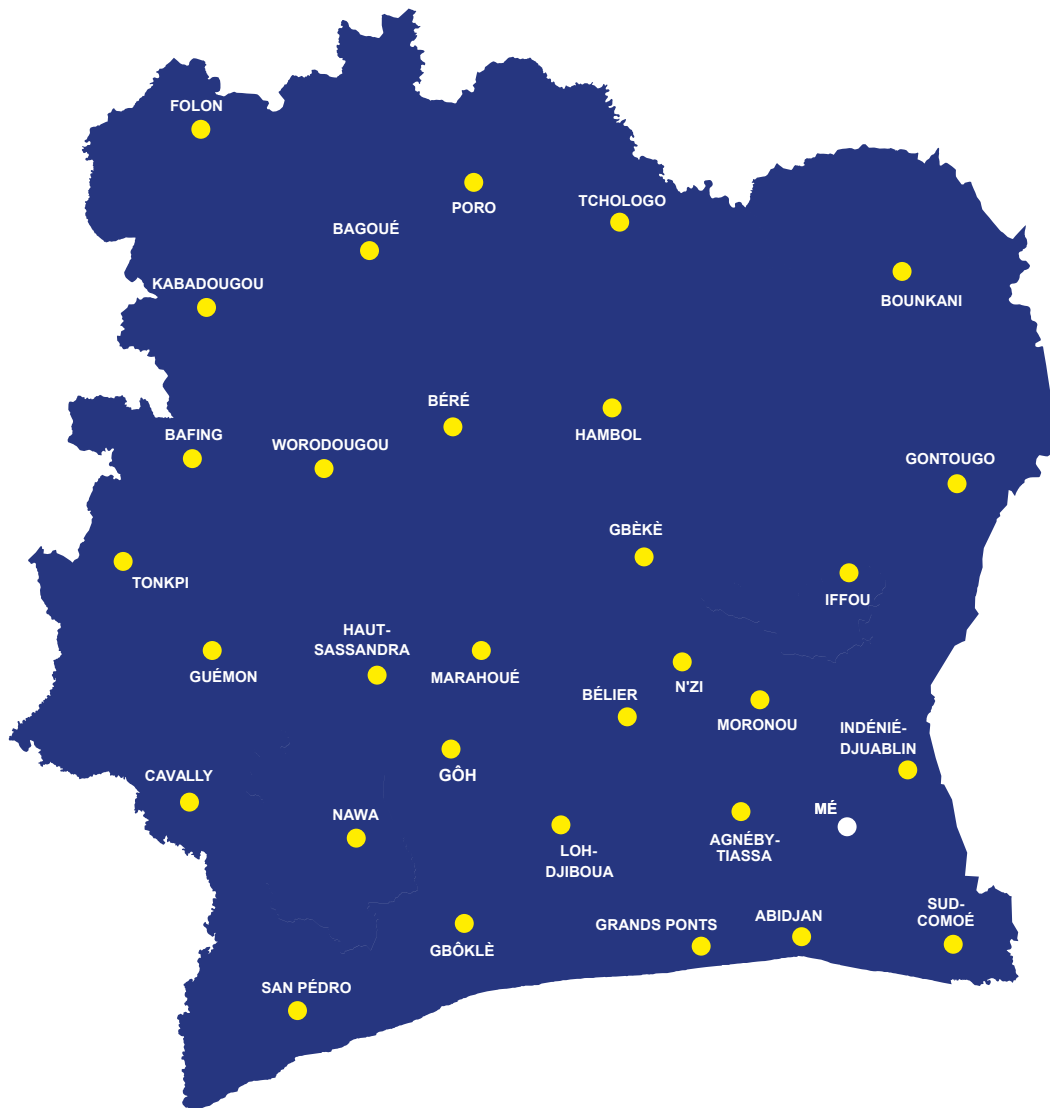 FOLON
PORO
TCHOLOGO
BAGOUÉ
KABADOUGOU
BOUNKANI
BÉRÉ
BAFING
WORODOUGOU
HAMBOL
GONTOUGO
GBÈKÈ
TONKPI
IFFOU
HAUT-
SASSANDRA
GUÉMON
MARAHOUÉ
N'ZI
BÉLIER
MORONOU
INDÉNIÉ-
DJUABLIN
CAVALLY
GÔH
NAWA
MÉ
LOH-
DJIBOUA
AGNÉBY-
TIASSA
SUD-
COMOÉ
GBÔKLÈ
GRANDS PONTS
ABIDJAN
SAN PÉDRO